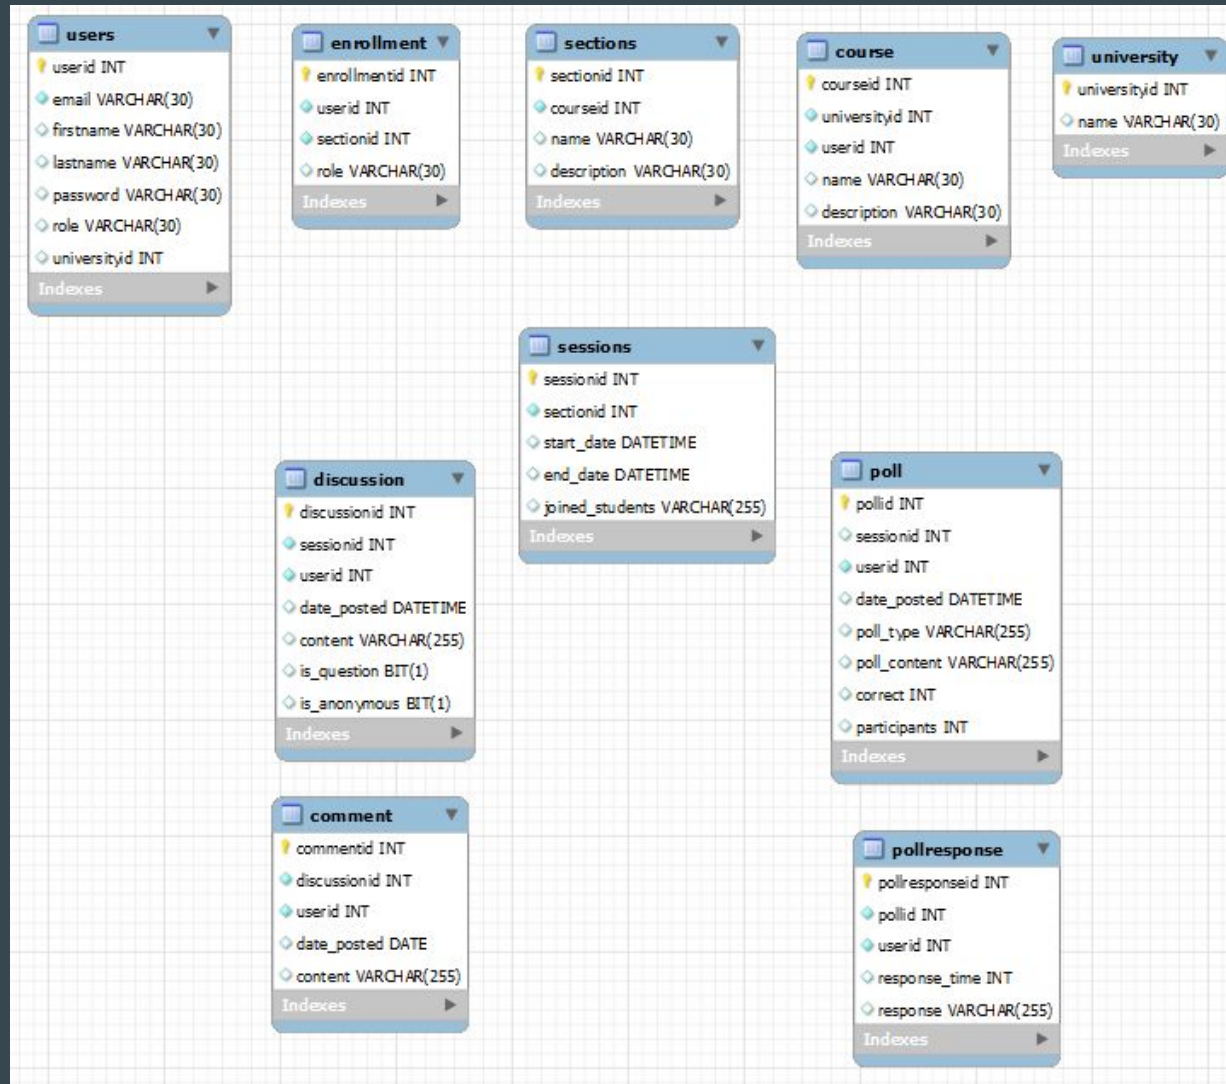 users
userid INT
email VARCHAR(30)
firstname VARCHAR(30)
lastname VARCHAR(30)
password VARCHAR(30)
role VARCHAR(30)
universityid INT
Indexes
enrollment
enrollmentid INT
userid INT
sectionid INT
role VARCHAR(30)
Indexes
sections
sectionid INT
courseid INT
name VARCHAR(30)
description VARCHAR(30)
Indexes
course
courseid INT
universityid INT
userid INT
name VARCHAR(30)
description VARCHAR(30)
Indexes
university
universityid INT
name VARCHAR(30)
Indexes
sessions
sessionid INT
sectionid INT
start_date DATETIME
end_date DATETIME
joined_students VARCHAR(255)
Indexes
discussion
discussionid INT
sessionid INT
userid INT
date_posted DATETIME
content VARCHAR(255)
is_question BIT(1)
is_anonymous BIT(1)
Indexes
poll
pollid INT
sessionid INT
userid INT
date_posted DATETIME
poll_type VARCHAR(255)
poll_content VARCHAR(255)
correct INT
participants INT
Indexes
comment
commentid INT
discussionid INT
userid INT
date_posted DATE
content VARCHAR(255)
Indexes
pollresponse
pollresponseid INT
pollid INT
userid INT
response_time INT
response VARCHAR(255)
Indexes